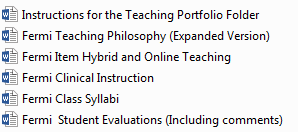 Instructions for the Teaching Portfolio Folder
Fermi Teaching Philosophy (Expanded Version)
Fermi Item Hybrid and Online Teaching
Fermi Clinical Instruction
Fermi Class Syllabi
Fermi Student Evaluations (Including comments)